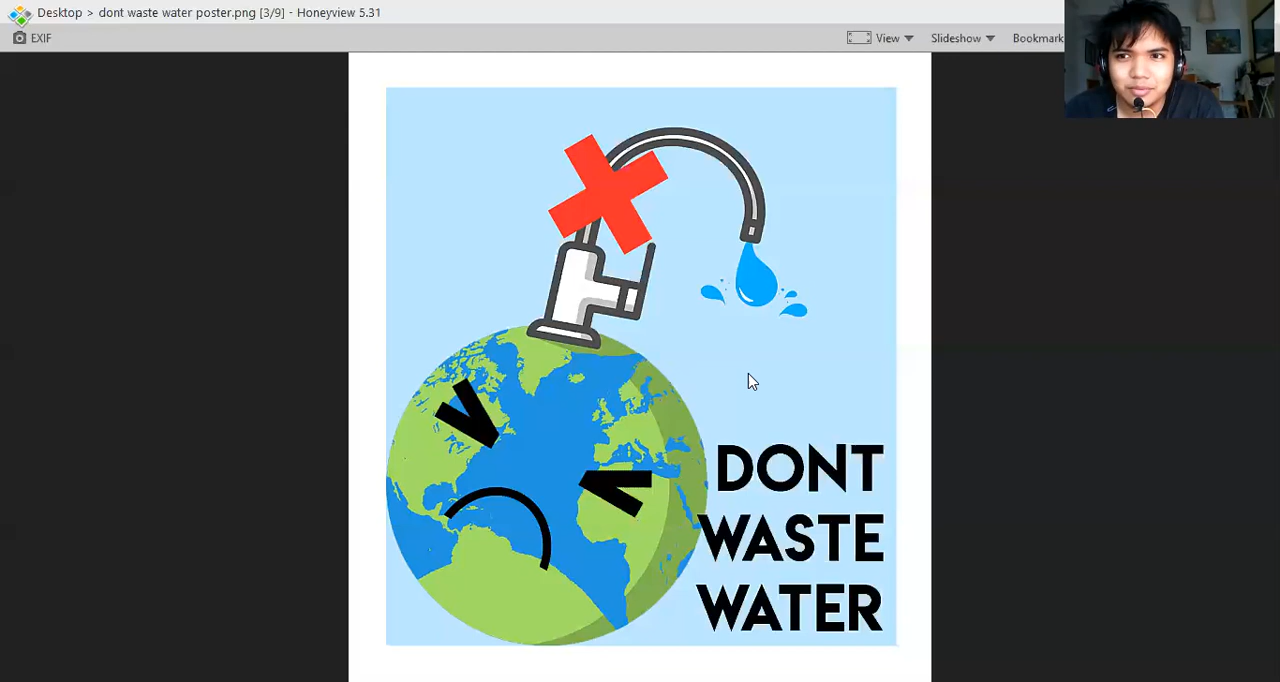 Desktop > dont waste water poster.png [3/9] - Honeyview 5.31
EXIF
View
Slideshow
Bookmark
DONT
WASTE
WATER